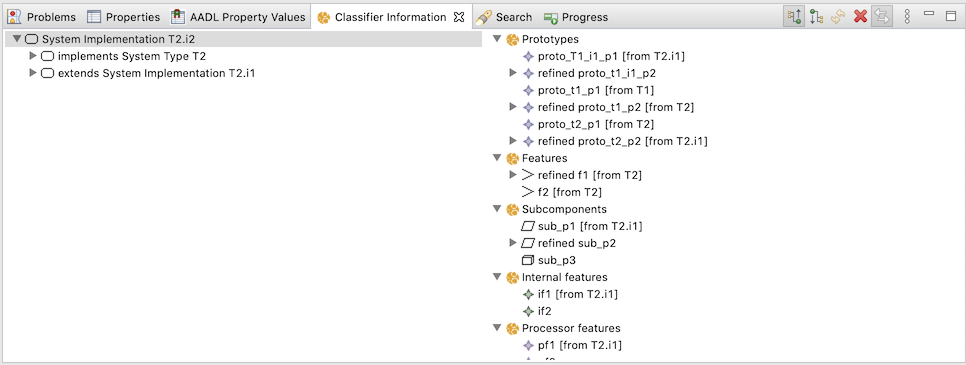 Problems Properties AADL Property Values Classifier Information Search Progress
System Implementation T2.i2
implements System Type T2
extends System Implementation T2.i1
Prototypes
proto_T1_i1_p1 [from T2.i1]
refined proto_t1_i1_p2
proto_t1_p1 [from T1]
refined proto_t1_p2 [from T2]
proto_t2_p1 [from T2]
refined proto_t2_p2 [from T2.i1]
Features
refined f1 [from T2]
f2 [from T2]
Subcomponents
sub_p1 [from T2.i1]
refined sub_p2
sub_p3
Internal features
if1 [from T2.i1]
if2
Processor features
pf1 [from T2.i1]